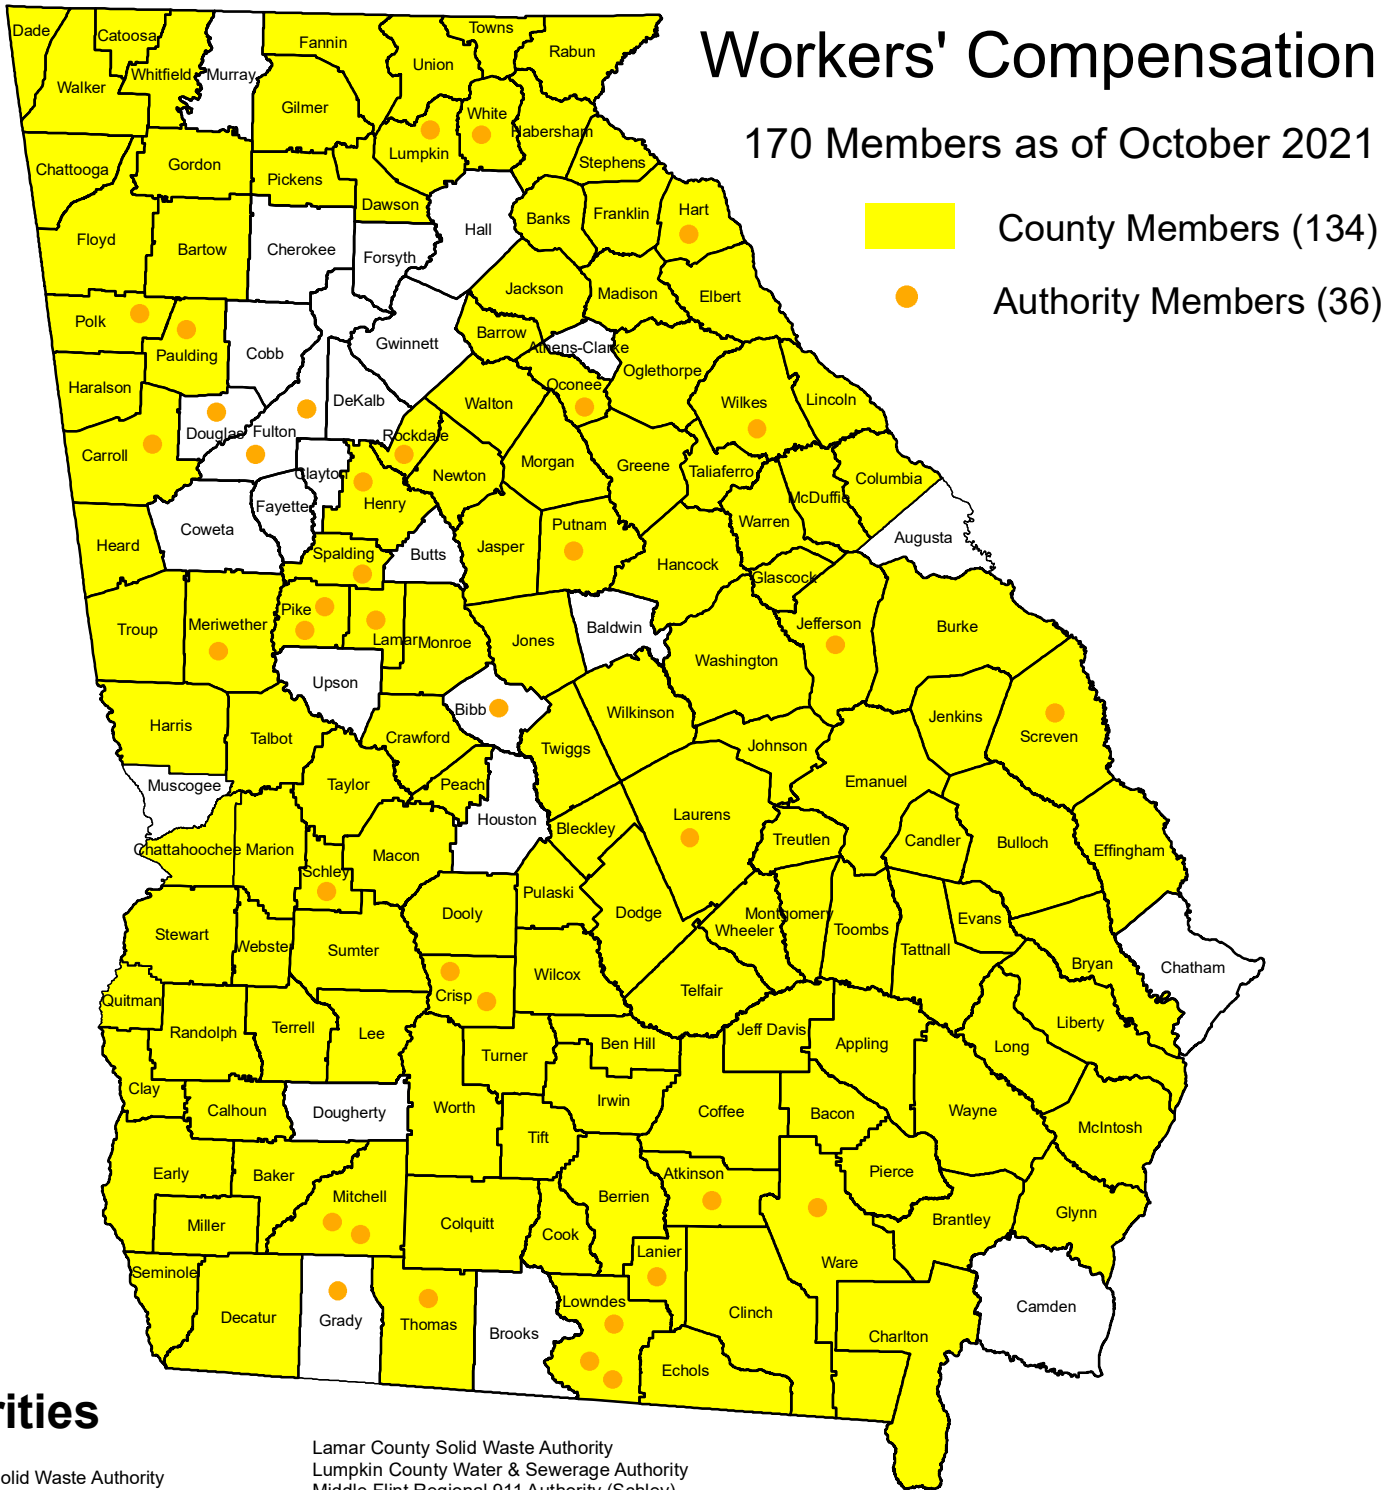 Workers' Compensation
170 Members as of October 2021
County Members (134)
Authority Members (36)
Dade
Catoosa
Whitfield
Murray
Fannin
Towns
Union
Rabun
Walker
Gilmer
White
Habersham
Lumpkin
Stephens
Chattooga
Gordon
Pickens
Dawson
Banks
Franklin
Hart
Floyd
Bartow
Cherokee
Forsyth
Hall
Jackson
Madison
Elbert
Polk
Paulding
Cobb
Gwinnett
Barrow
Athens-Clarke
Oglethorpe
Haralson
DeKalb
Walton
Oconee
Wilkes
Lincoln
Carroll
Douglas
Fulton
Rockdale
Clayton
Newton
Morgan
Greene
Taliaferro
McDuffie
Columbia
Coweta
Fayette
Henry
Heard
Spalding
Butts
Jasper
Putnam
Hancock
Warren
Augusta
Glascock
Troup
Meriwether
Pike
Lamar
Monroe
Jones
Baldwin
Washington
Jefferson
Burke
Upson
Bibb
Wilkinson
Jenkins
Screven
Harris
Talbot
Crawford
Twiggs
Johnson
Emanuel
Muscogee
Taylor
Peach
Houston
Bleckley
Laurens
Treutlen
Candler
Bulloch
Effingham
Chattahoochee
Marion
Schley
Macon
Dooly
Pulaski
Dodge
Wheeler
Montgomery
Toombs
Tattnall
Evans
Bryan
Chatham
Stewart
Webster
Sumter
Crisp
Wilcox
Telfair
Liberty
Quitman
Randolph
Terrell
Lee
Turner
Ben Hill
Jeff Davis
Appling
Long
Clay
Calhoun
Dougherty
Worth
Irwin
Coffee
Bacon
Wayne
McIntosh
Tift
Early
Baker
Mitchell
Berrien
Atkinson
Pierce
Miller
Colquitt
Cook
Brantley
Glynn
Seminole
Decatur
Grady
Thomas
Brooks
Lanier
Lowndes
Echols
Clinch
Ware
Charlton
Camden
rities
olid Waste Authority
Lamar County Solid Waste Authority
Lumpkin County Water & Sewerage Authority
Middle Flint Regional 911 Authority (Schley)